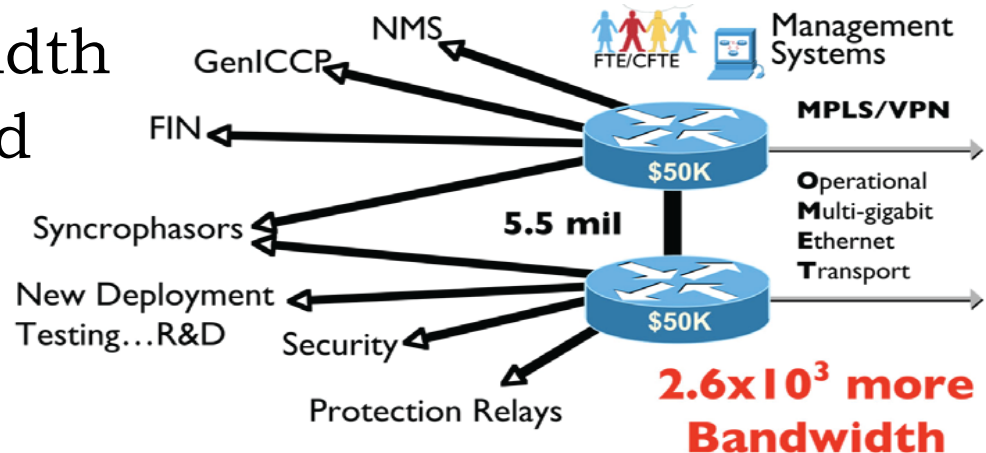 NMS
GenICCP
FIN
Syncrophasors
New Deployment
Testing...R&D
Security
Protection Relays
FTE/CFTE
Management
Systems
MPLS/VPN
$50K
5.5 mil
Operational
Multi-gigabit
Ethernet
Transport
$50K
2.6x10³ more
Bandwidth